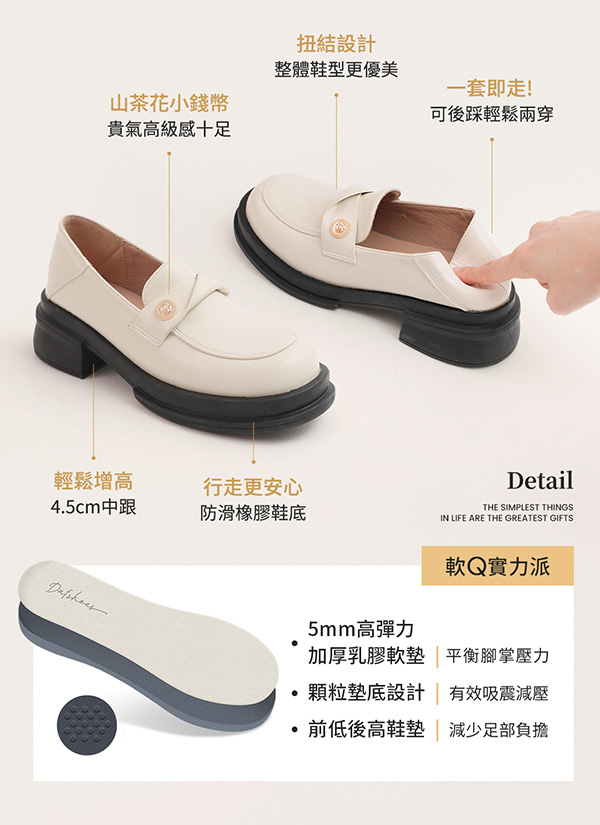 扭結設計
整體鞋型更優美
一套即走!
可後踩輕鬆兩穿
山茶花小錢幣
貴氣高級感十足
輕鬆增高
4.5cm中跟
行走更安心
防滑橡膠鞋底
Detail
THE SIMPLEST THINGS
IN LIFE ARE THE GREATEST GIFTS
軟Q實力派
Dafshoes
• 5mm高彈力
加厚乳膠軟墊 | 平衡腳掌壓力
• 顆粒墊底設計 | 有效吸震減壓
• 前低後高鞋墊 | 減少足部負擔